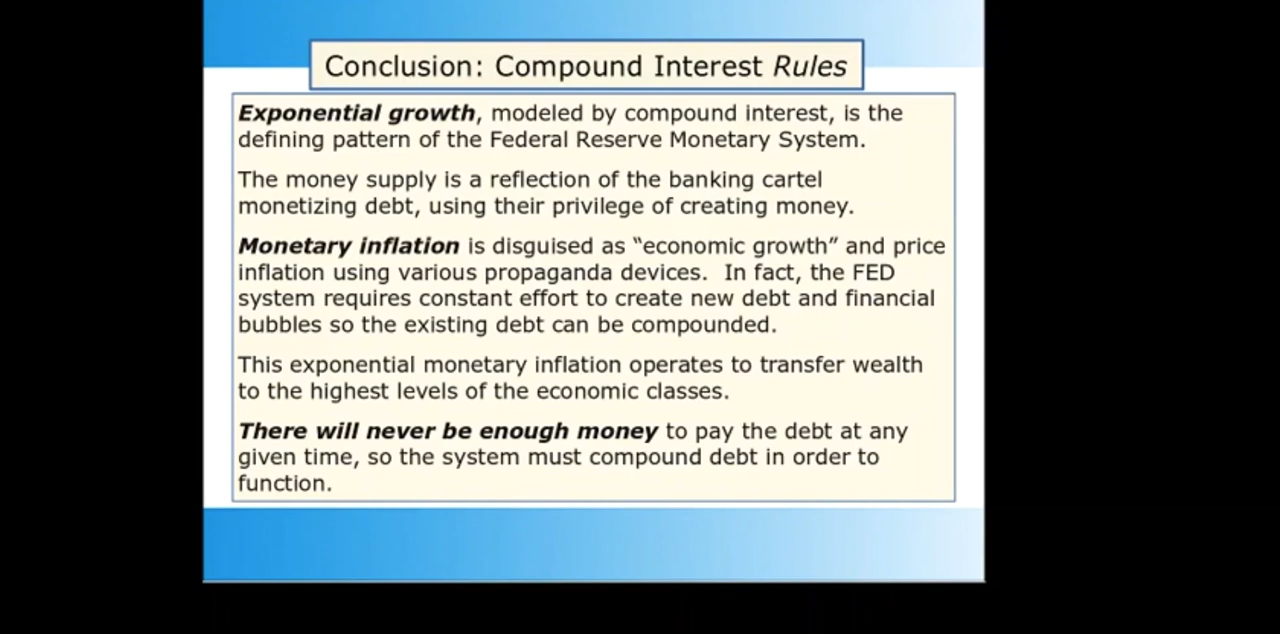 Conclusion: Compound Interest Rules
Exponential growth, modeled by compound interest, is the
defining pattern of the Federal Reserve Monetary System.
The money supply is a reflection of the banking cartel
monetizing debt, using their privilege of creating money.
Monetary inflation is disguised as “economic growth” and price
inflation using various propaganda devices.  In fact, the FED
system requires constant effort to create new debt and financial
bubbles so the existing debt can be compounded.
This exponential monetary inflation operates to transfer wealth
to the highest levels of the economic classes.
There will never be enough money to pay the debt at any
given time, so the system must compound debt in order to
function.